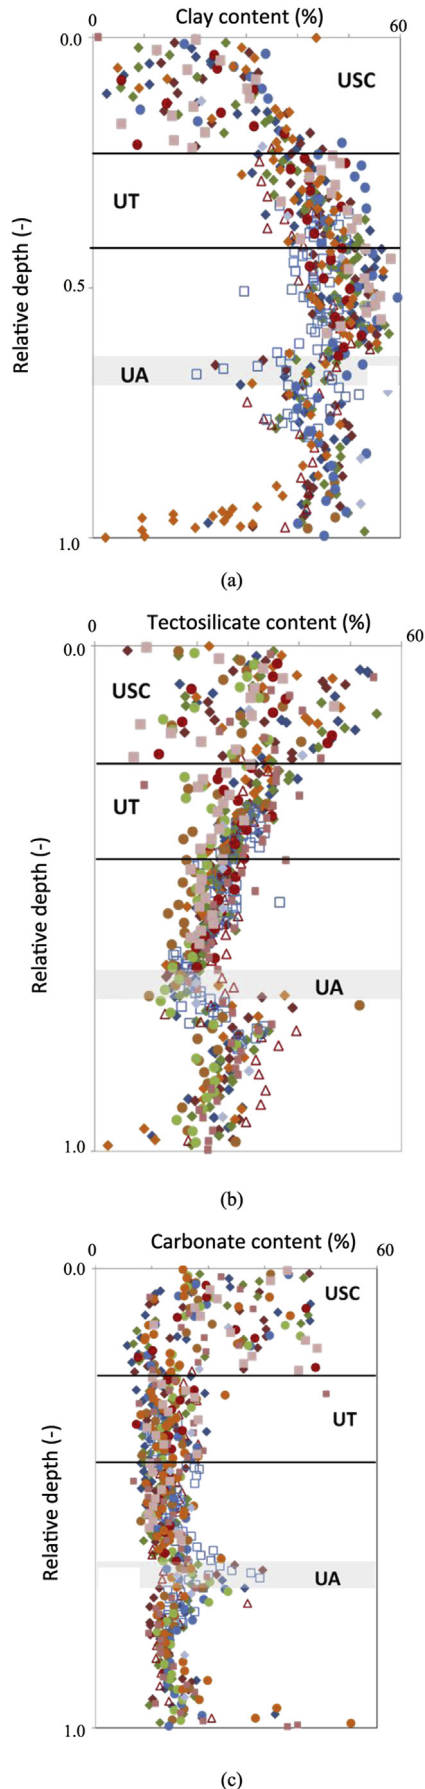 0 Clay content (%) 60
0.0
USC
UT
Relative depth (-)
0.5
UA
1.0
(a)
0 Tectosilicate content (%) 60
0.0
USC
UT
Relative depth (-)
UA
1.0
(b)
0 Carbonate content (%) 60
0.0
USC
UT
Relative depth (-)
UA
1.0
(c)